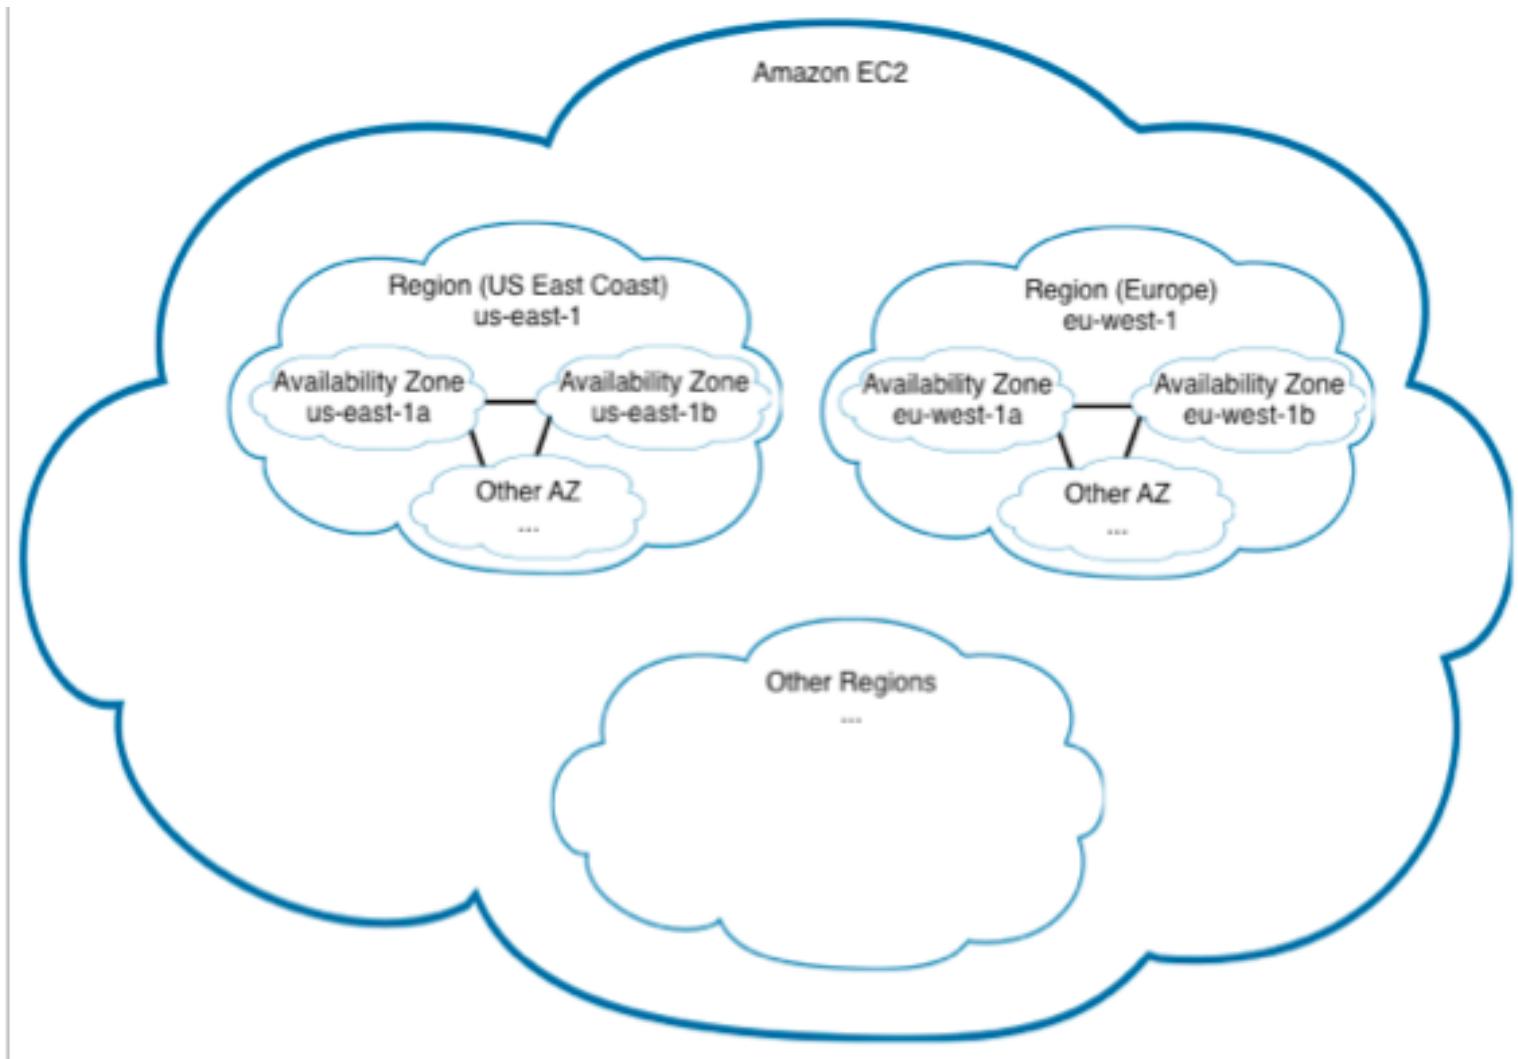 Amazon EC2
Region (US East Coast)
us-east-1
Availability Zone
us-east-1a
Availability Zone
us-east-1b
Other AZ
...
Region (Europe)
eu-west-1
Availability Zone
eu-west-1a
Availability Zone
eu-west-1b
Other AZ
...
Other Regions
...